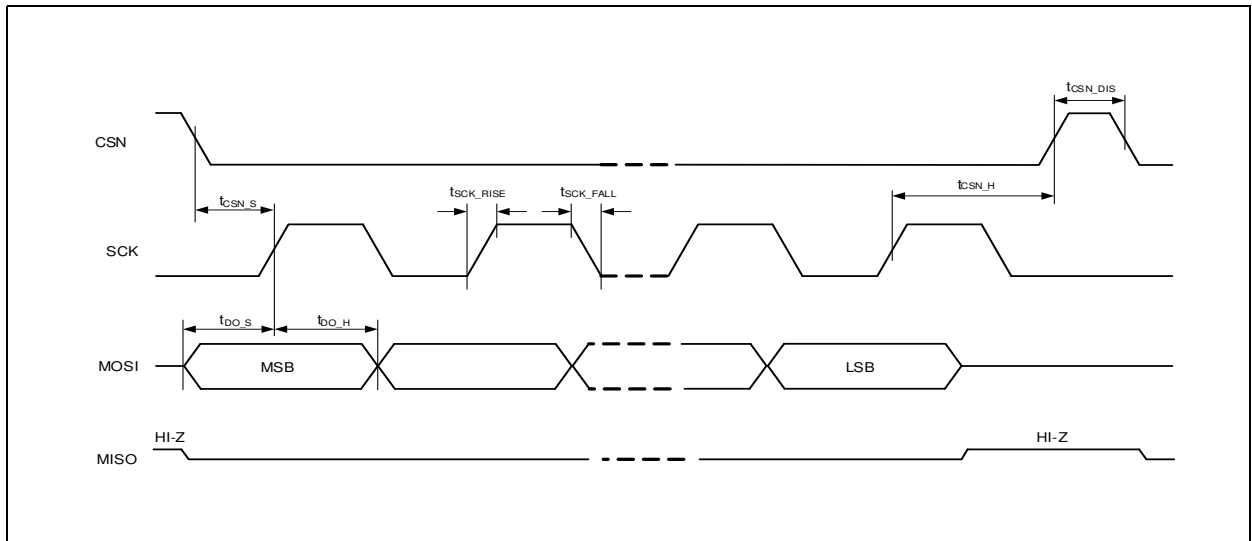 tCSN_DIS
CSN
tCSN_S
tSCK_RISE
tSCK_FALL
tCSN_H
SCK
tDO_S
tDO_H
MOSI
MSB
LSB
HI-Z
HI-Z
MISO